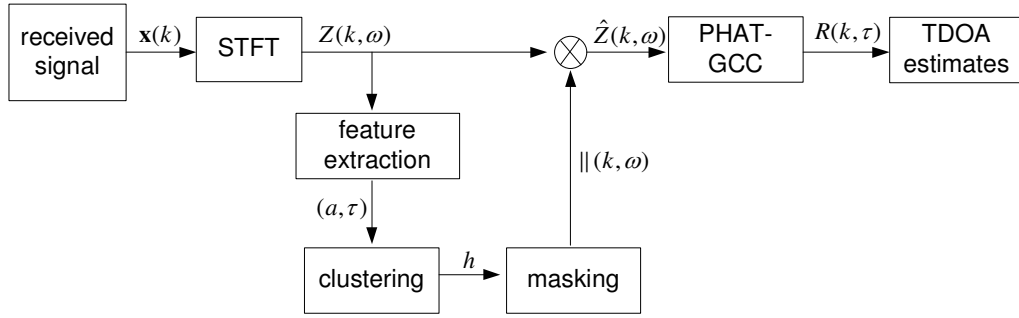 received
signal
𝐱(k)
STFT
Z(k, ω)
Ẑ(k, ω)
PHAT-
GCC
R(k, τ)
TDOA
estimates
feature
extraction
|| (k, ω)
(a, τ)
clustering
h
masking